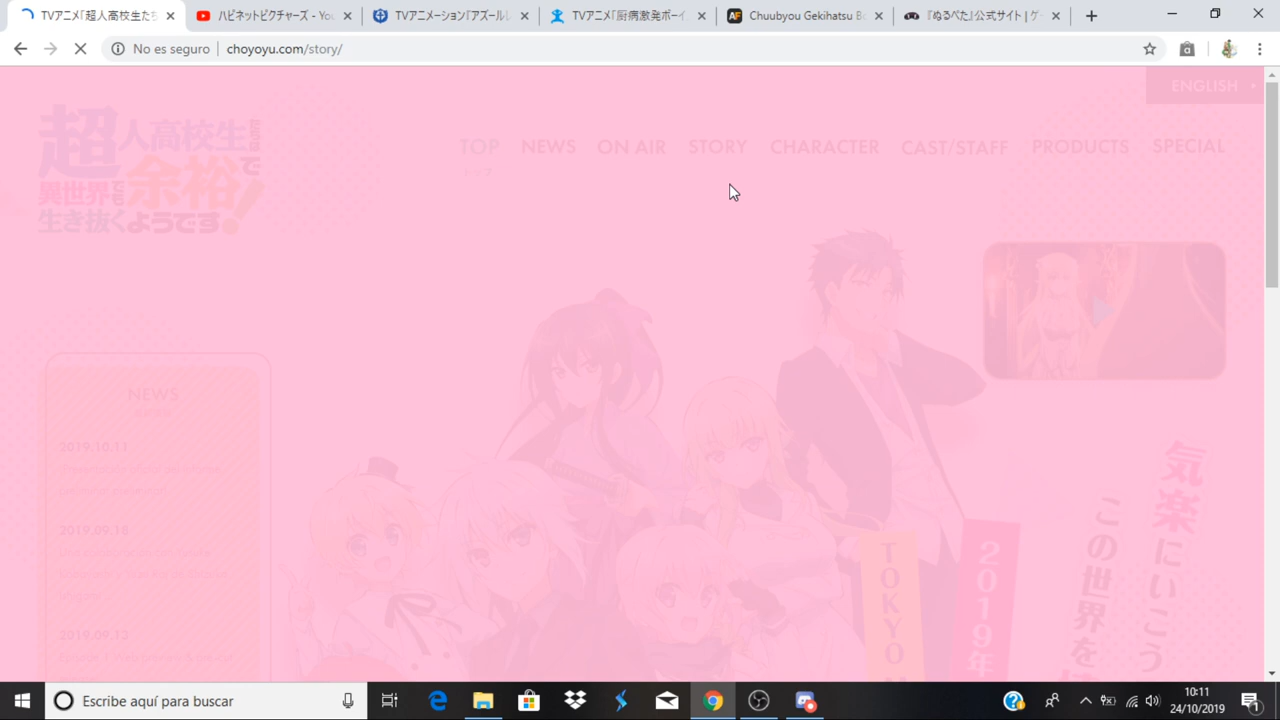 TVアニメ『超人高校生たち
ハピネットピクチャーズ - You
TVアニメーション『アズールレ
TVアニメ「厨病激発ボーイ
Chuubyou Gekihatsu Bo
『ぬるぺた』公式サイト | ゲー
No es seguro
choyoyu.com/story/
ENGLISH
超人高校生たちは
異世界でも余裕で
生き抜くようです！
TOP
トップ
NEWS
ON AIR
STORY
CHARACTER
CAST/STAFF
PRODUCTS
SPECIAL
NEWS
2019.10.11
2019.09.16
2019.09.13
気楽にいこう
この世界を
2019年
TOKYO M
Escribe aquí para buscar
10:11
24/10/2019
1